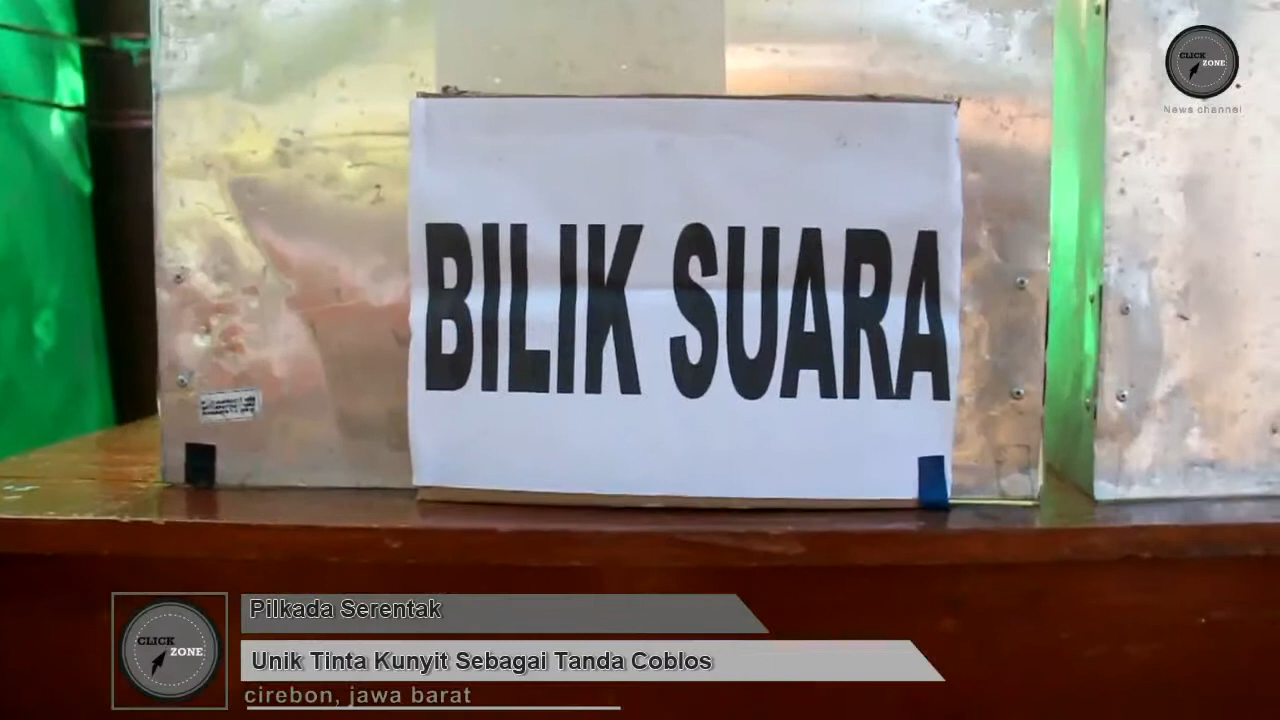 CLICK
ZONE
News channel
BILIK SUARA
Pilkada Serentak
CLICK
ZONE
Unik Tinta Kunyit Sebagai Tanda Coblos
cirebon, jawa barat